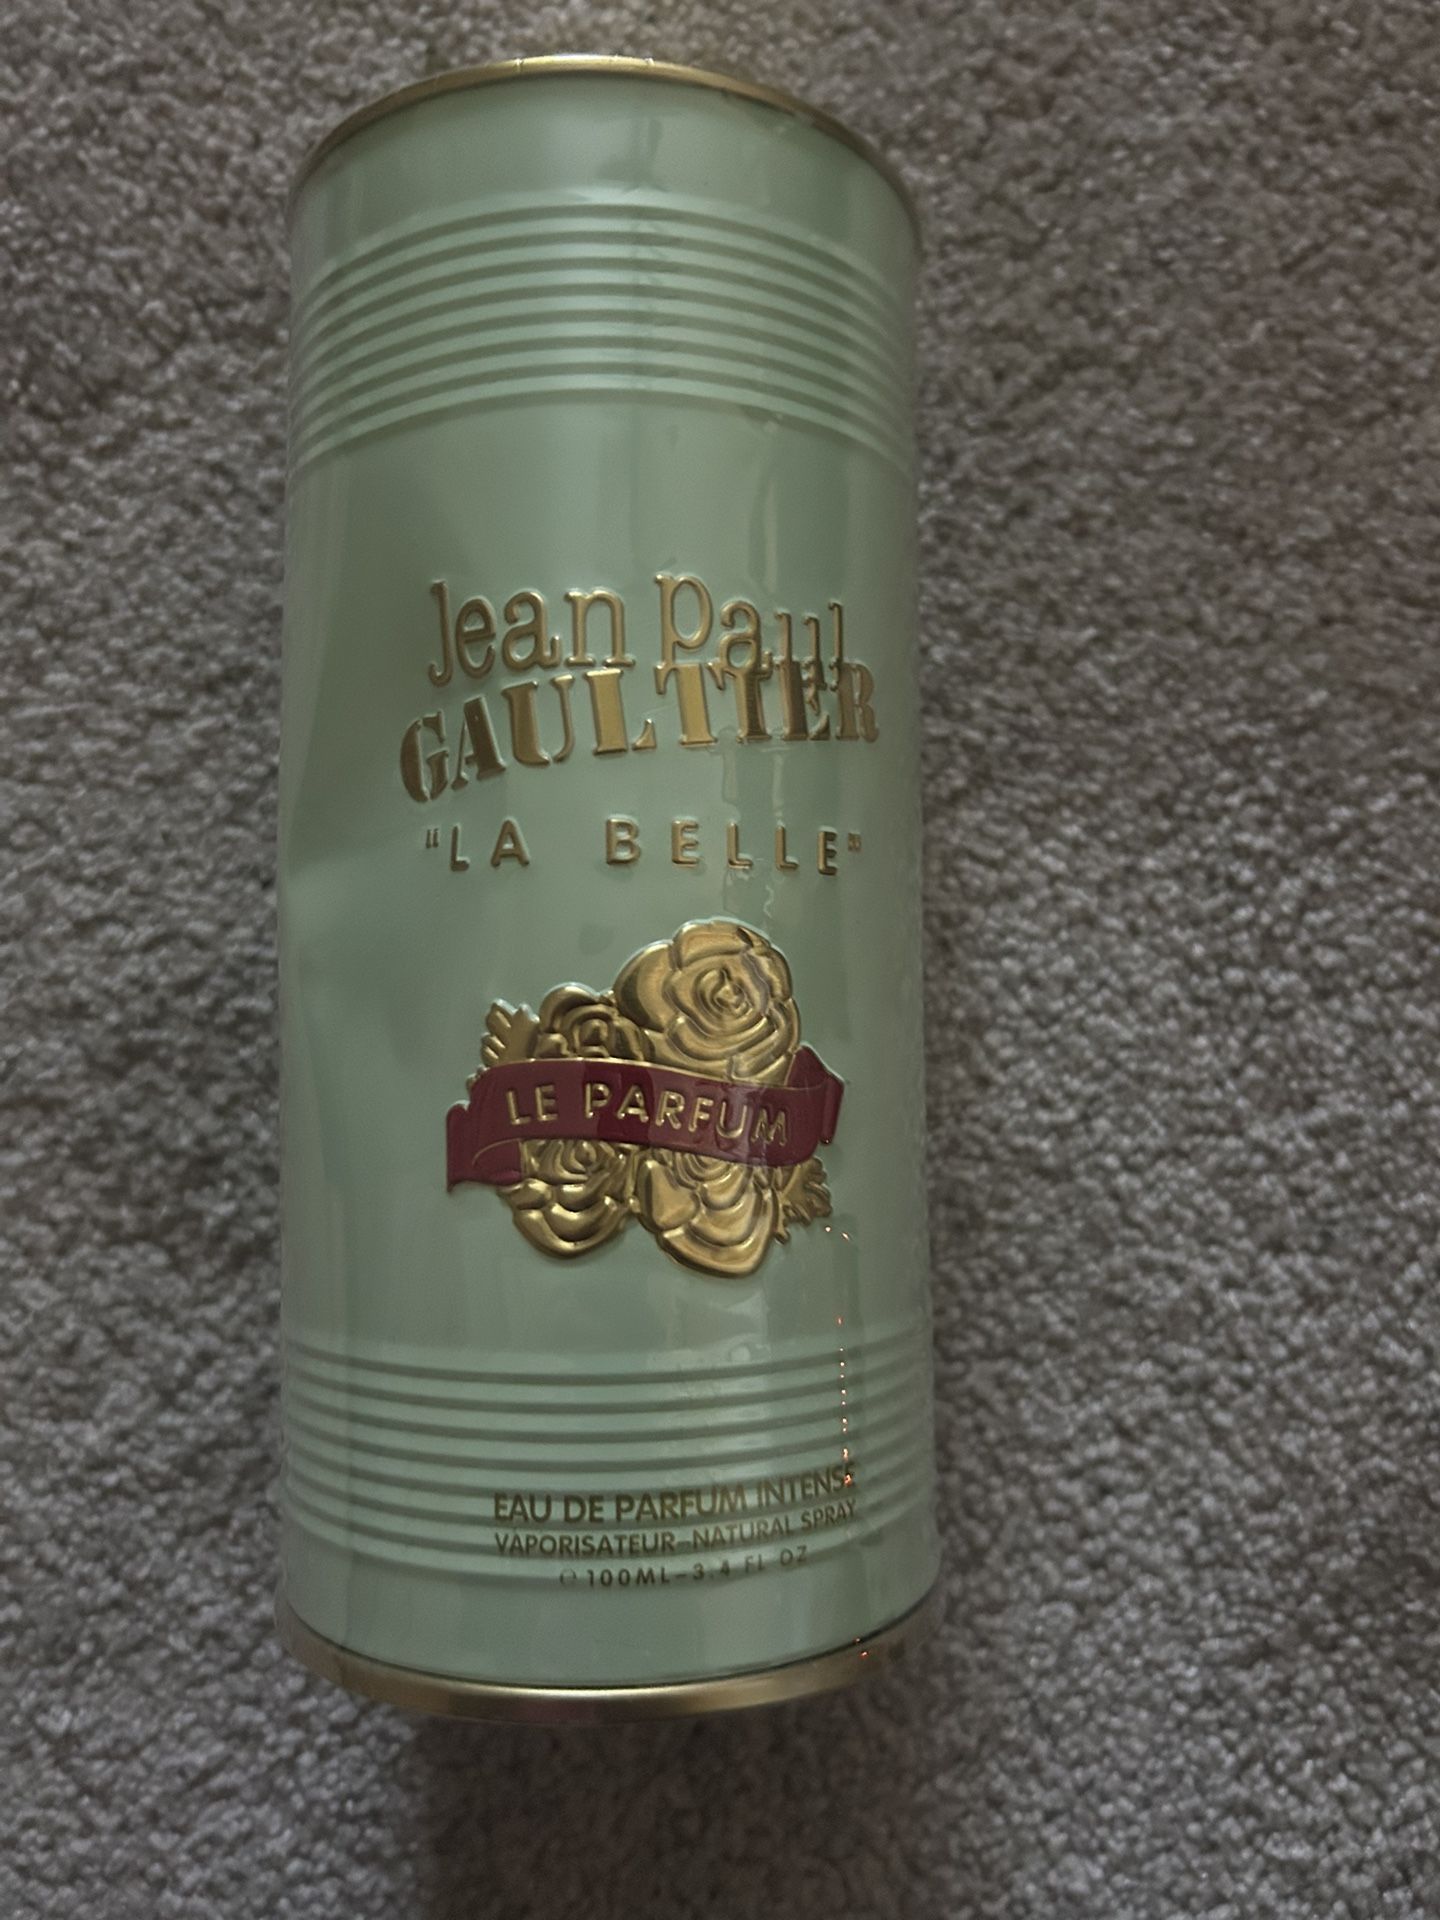 Jean Paul
GAULTIER
"LA BELLE"
LE PARFUM
EAU DE PARFUM INTENSE
VAPORISATEUR-NATURAL SPRAY
℮ 100ML-3.4 FL OZ